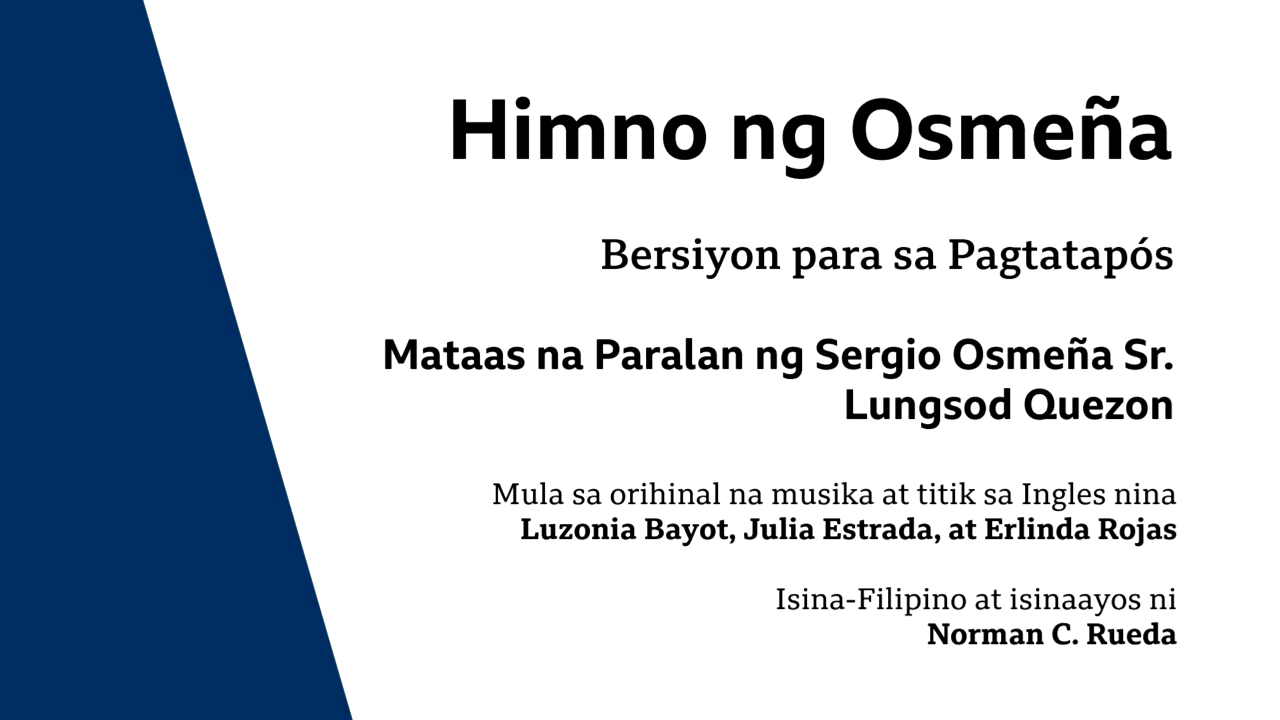 Himno ng Osmeña
Bersiyon para sa Pagtatapós
Mataas na Paralan ng Sergio Osmeña Sr.
Lungsod Quezon
Mula sa orihinal na musika at titik sa Ingles nina
Luzonia Bayot, Julia Estrada, at Erlinda Rojas
Isina-Filipino at isinaayos ni
Norman C. Rueda